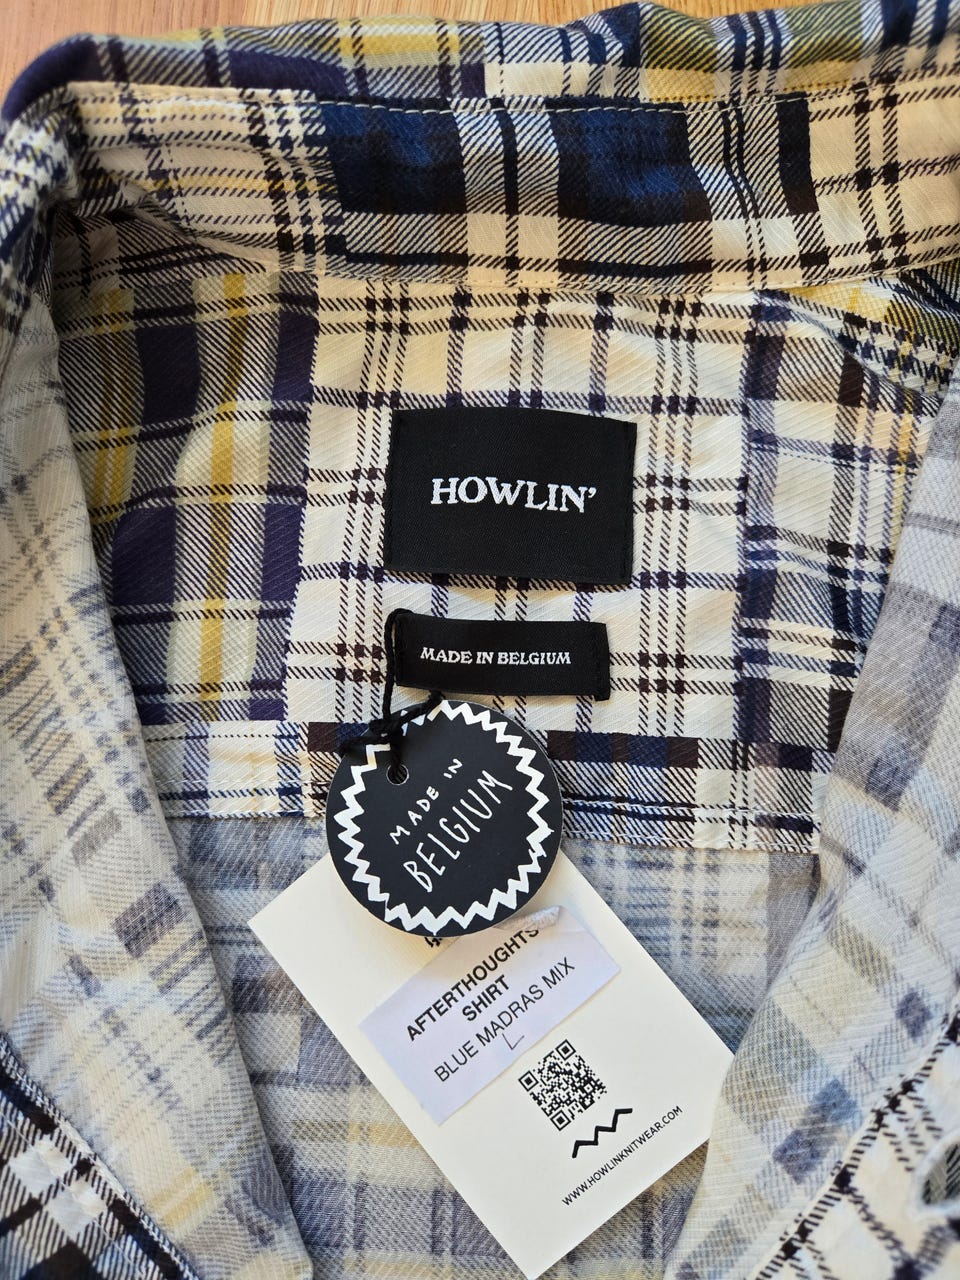 HOWLIN'
MADE IN BELGIUM
MADE IN
BELGIUM
AFTERTHOUGHTS
SHIRT
BLUE MADRAS MIX
L
WWW.HOWLINKNITWEAR.COM